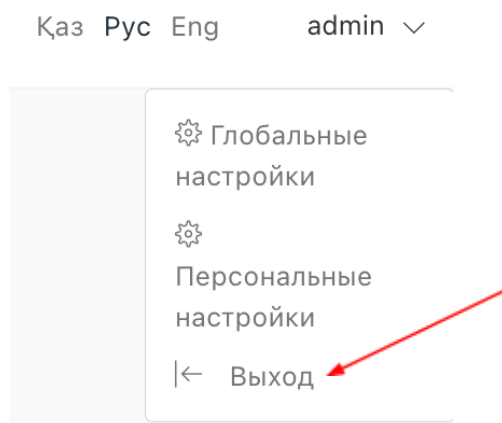 Қаз Рус Eng admin
Глобальные
настройки
Персональные
настройки
Выход